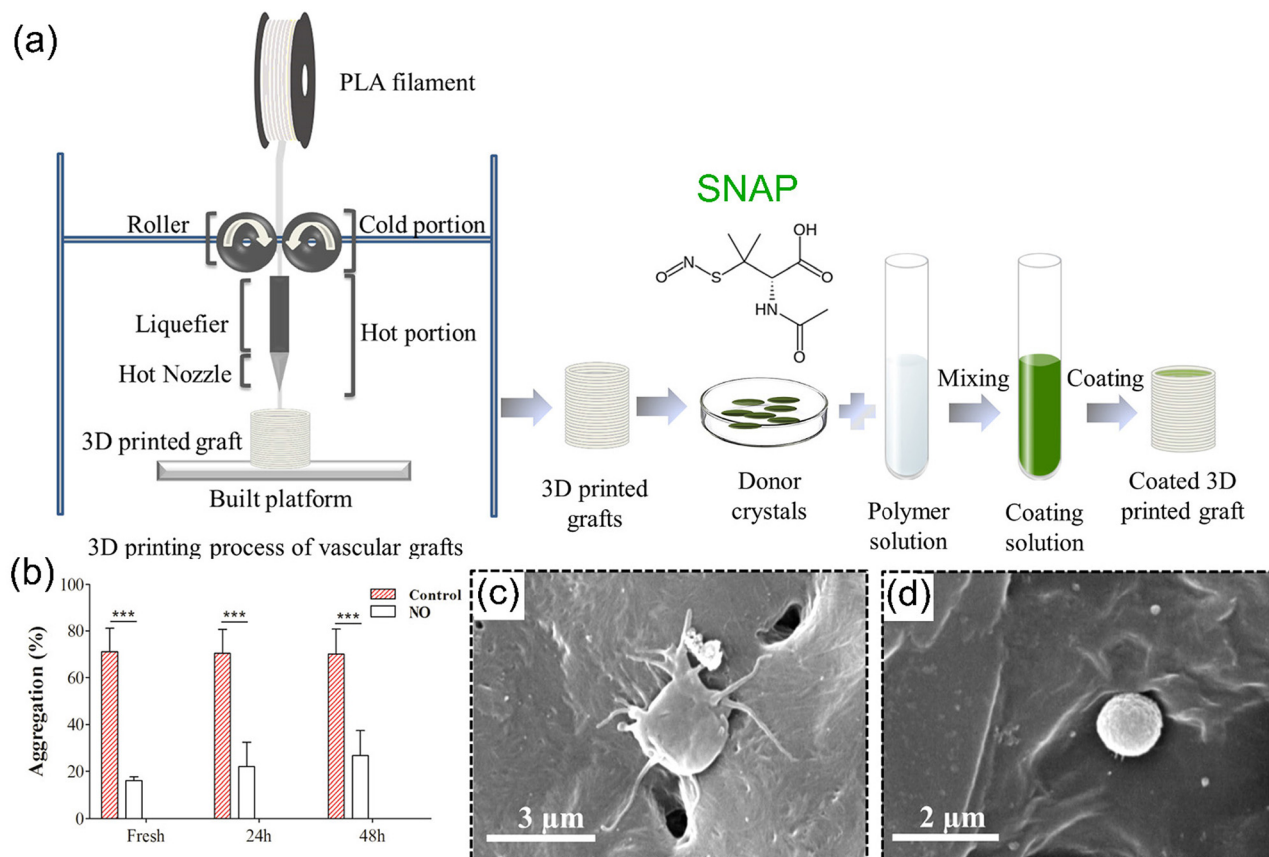 (a)
PLA filament
SNAP
Roller
Cold portion
Liquefier
Hot portion
Hot Nozzle
3D printed graft
Built platform
3D printing process of vascular grafts
OH
O
N
S
O
N
H
O
3D printed
grafts
Donor
crystals
Polymer
solution
Mixing
Coating
solution
Coating
Coated 3D
printed graft
(b)
100
80
60
40
20
0
Aggregation (%)
Control
NO
***
***
***
Fresh
24h
48h
(c)
3 µm
(d)
2 µm